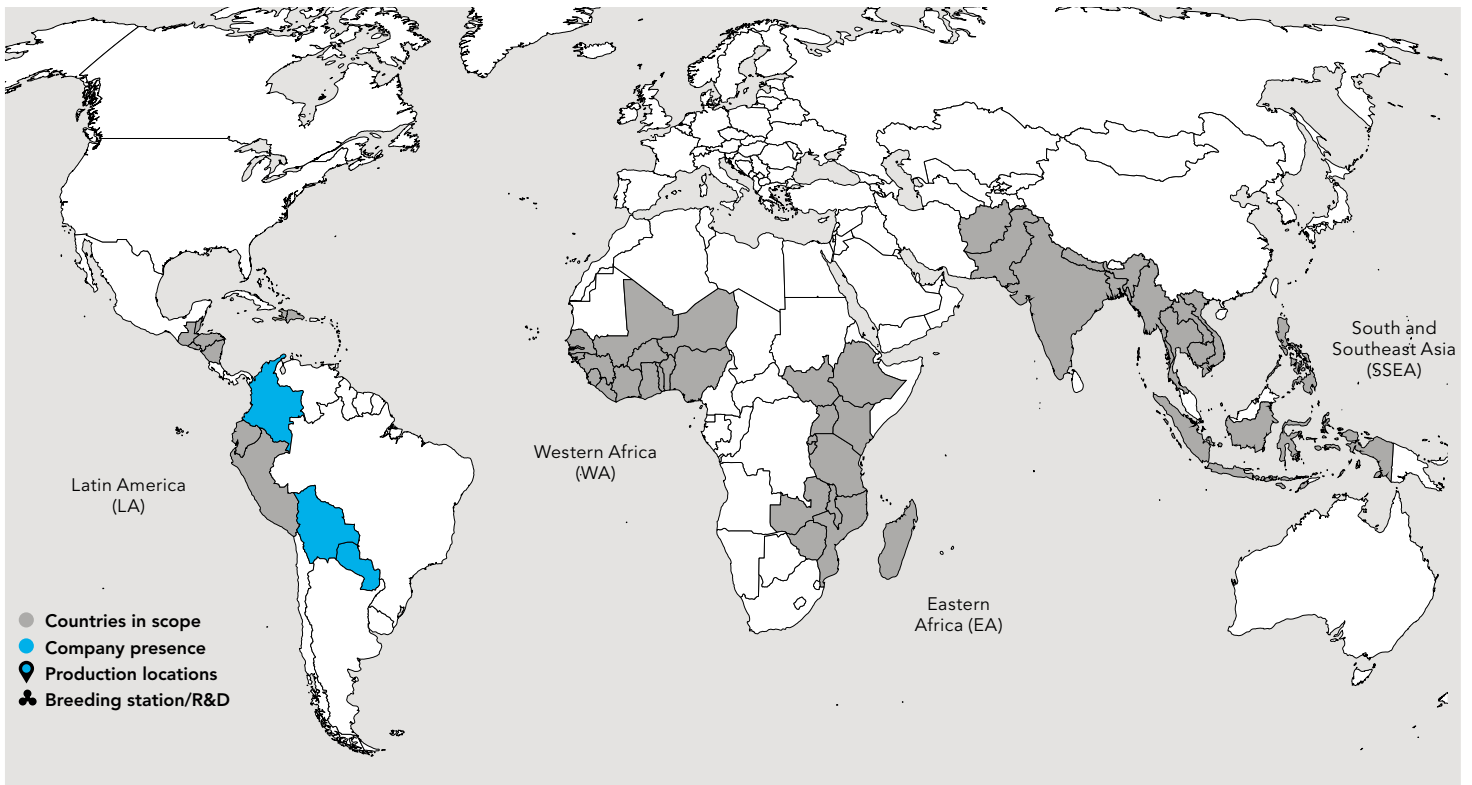 South and
Southeast Asia
(SSEA)
Western Africa
(WA)
Latin America
(LA)
Eastern
Africa (EA)
Countries in scope
Company presence
Production locations
Breeding station/R&D